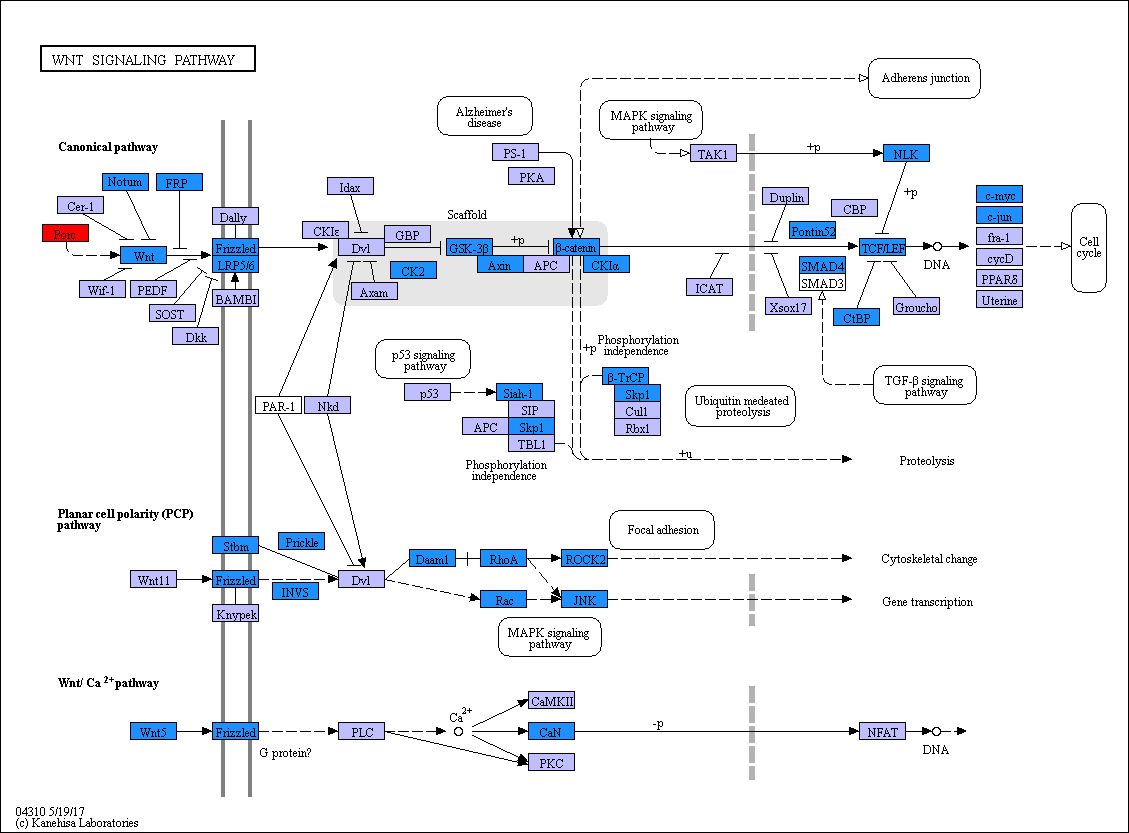 WNT SIGNALING PATHWAY
Adherens junction
Alzheimer's
disease
MAPK signaling
pathway
Canonical pathway
PS-1
TAK1
+p
NLK
PKA
Notum
FRP
Idax
+p
Duplin
c-myc
Cer-1
Dally
Scaffold
CBP
c-jun
Porc
CKIε
GBP
Pontin52
fra-1
Cell
cycle
Wnt
Frizzled
Dvl
GSK-3β
+p
β-catenin
TCF/LEF
DNA
cycD
LRP5/6
CK2
Axin
APC
CKIα
SMAD4
SMAD3
PPARδ
Wif-1
PEDF
BAMBI
Axam
ICAT
Xsox17
Groucho
Uterine
SOST
CtBP
Dkk
p53 signaling
pathway
+p
Phosphorylation
independence
β-TrCP
TGF-β signaling
pathway
p53
Siah-1
Skp1
Ubiquitin medeated
proteolysis
PAR-1
Nkd
SIP
Cul1
APC
Skp1
Rbx1
TBL1
+u
Proteolysis
Phosphorylation
independence
Planar cell polarity (PCP)
pathway
Focal adhesion
Stbm
Prickle
Daam1
RhoA
ROCK2
Cytoskeletal change
Wnt11
Frizzled
INVS
Dvl
Rac
JNK
Gene transcription
Knypek
MAPK signaling
pathway
Wnt/ Ca 2+ pathway
CaMKII
Ca2+
Wnt5
Frizzled
PLC
CaN
-p
NFAT
DNA
G protein?
PKC
04310 5/19/17
(c) Kanehisa Laboratories